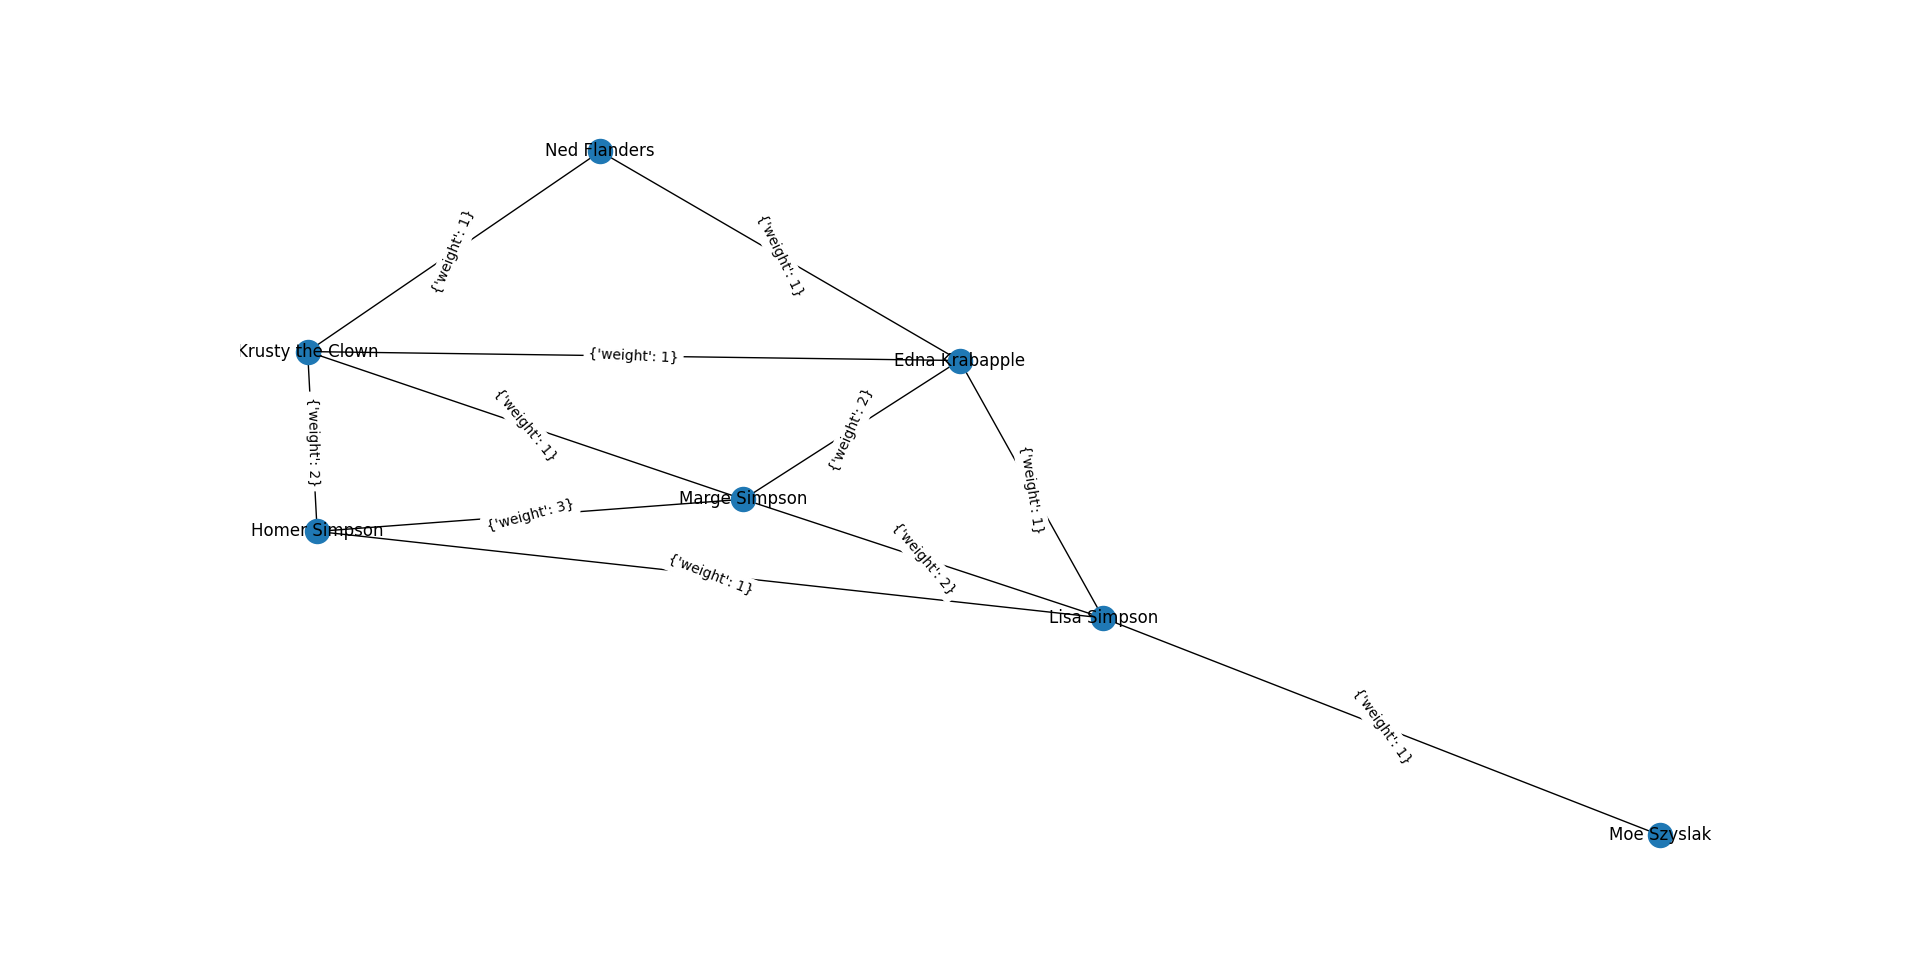 Ned Flanders
{'weight': 1}
{'weight': 1}
Krusty the Clown
{'weight': 1}
Edna Krabapple
{'weight': 1}
{'weight': 2}
{'weight': 2}
{'weight': 1}
Marge Simpson
{'weight': 3}
Homer Simpson
{'weight': 2}
{'weight': 1}
Lisa Simpson
{'weight': 1}
Moe Szyslak